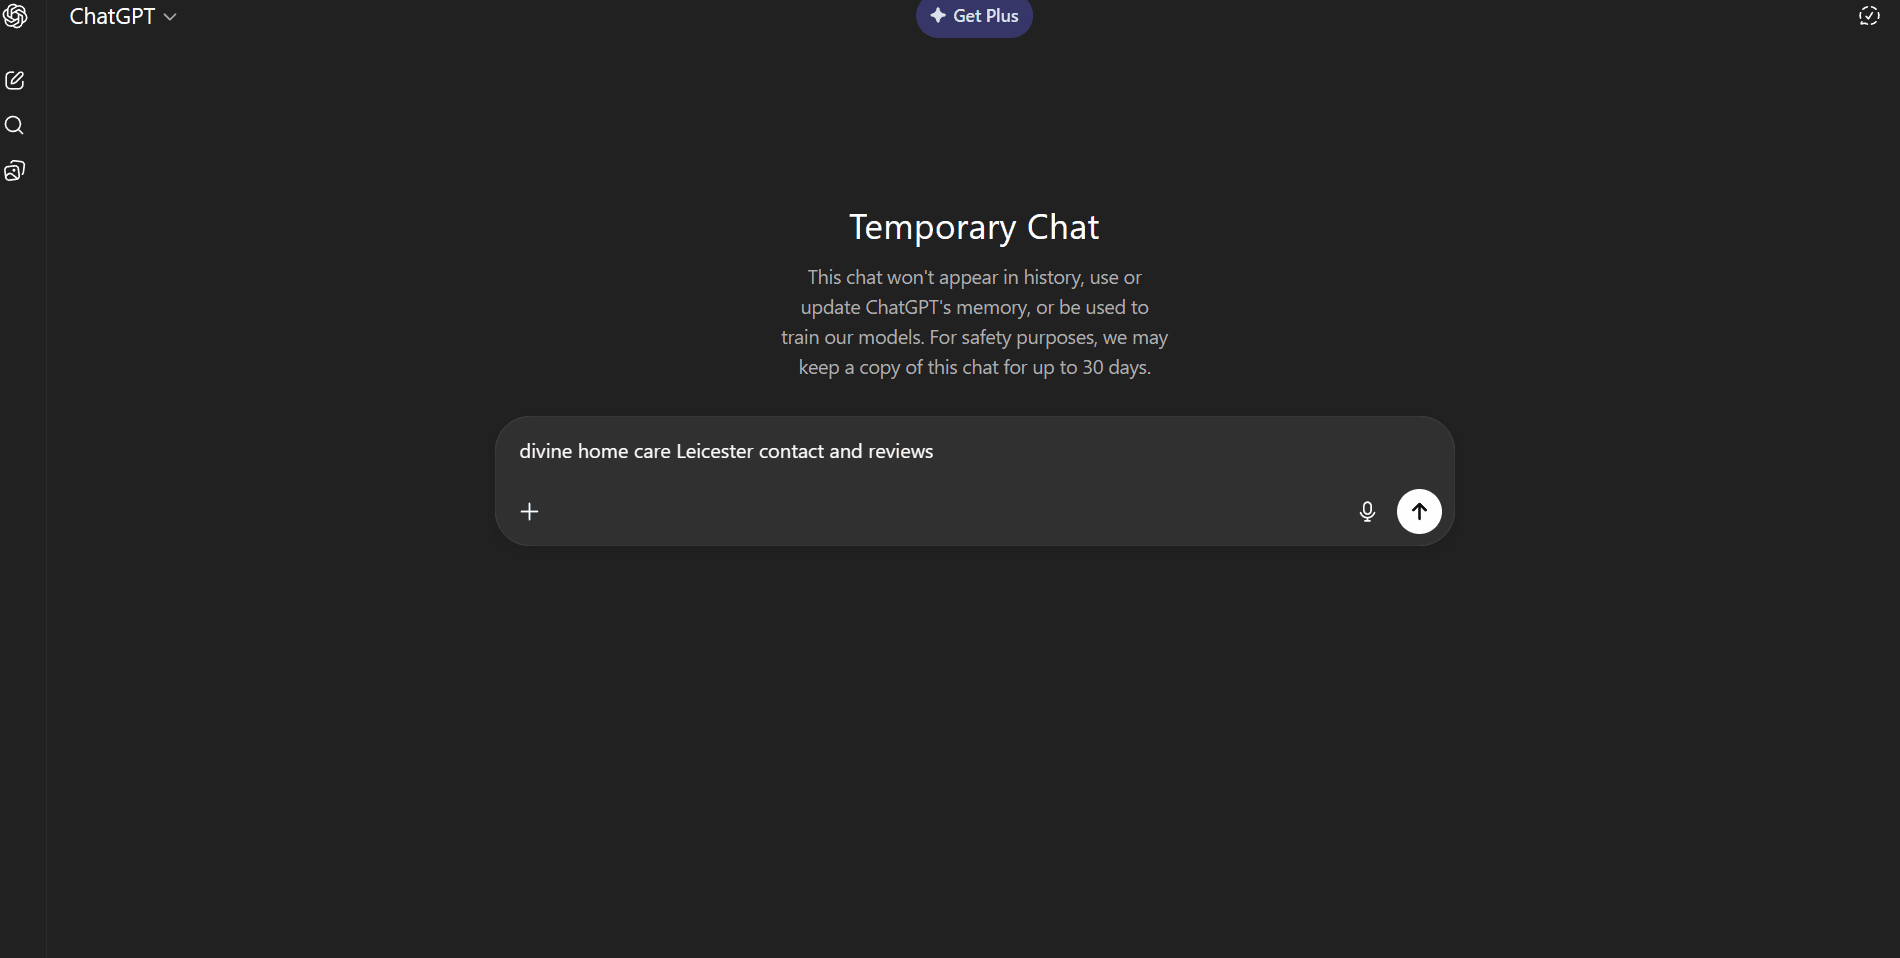 ChatGPT
Get Plus
Temporary Chat
This chat won't appear in history, use or
update ChatGPT's memory, or be used to
train our models. For safety purposes, we may
keep a copy of this chat for up to 30 days.
divine home care Leicester contact and reviews